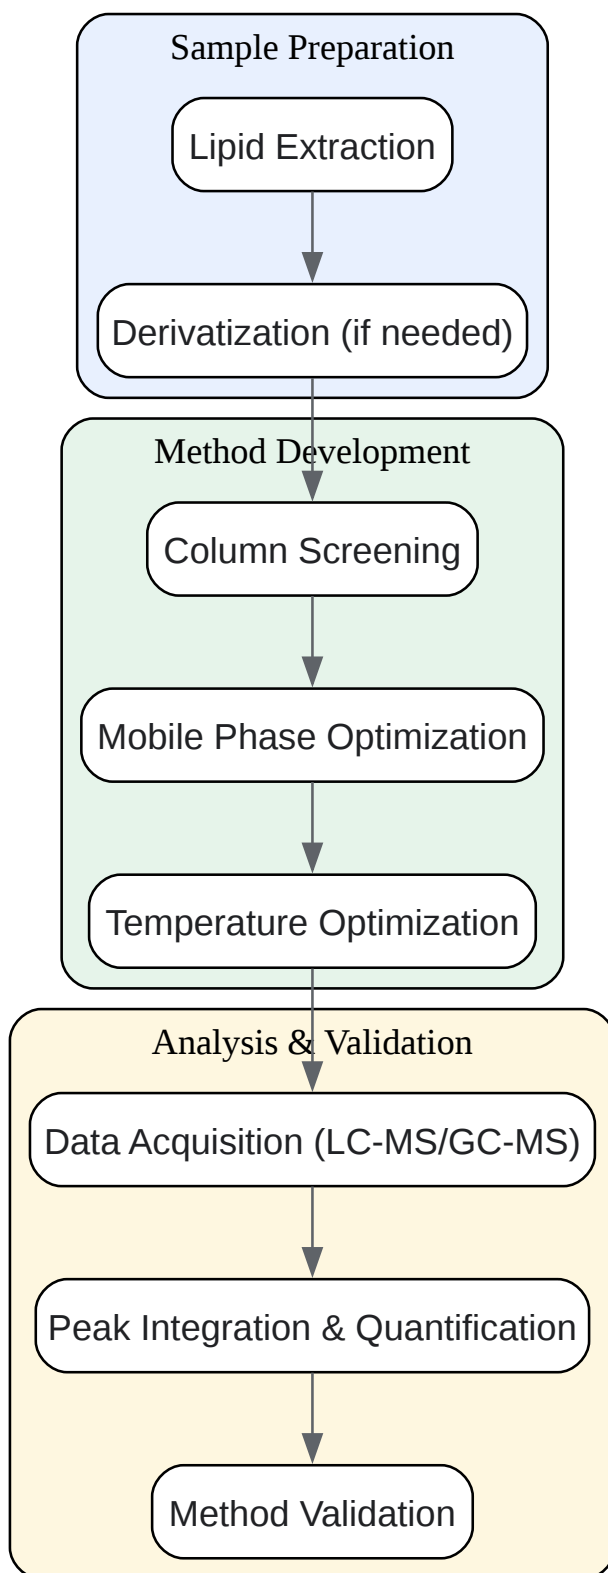 Sample Preparation
Lipid Extraction
Derivatization (if needed)
Method Development
Column Screening
Mobile Phase Optimization
Temperature Optimization
Analysis & Validation
Data Acquisition (LC-MS/GC-MS)
Peak Integration & Quantification
Method Validation